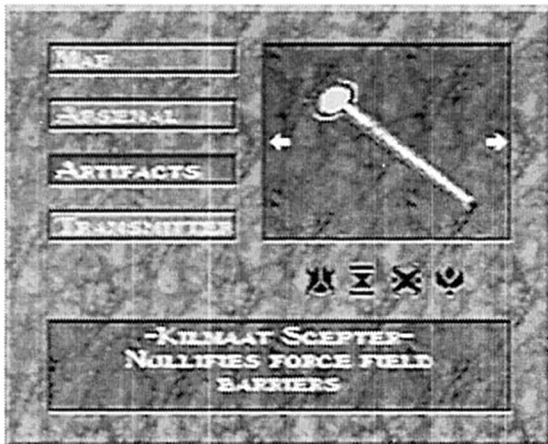 MAP
ARSENAL
ARTIFACTS
TRANSMITTER
-KILMAAT SCEPTER-
NULLIFIES FORCE FIELD
BARRIERS